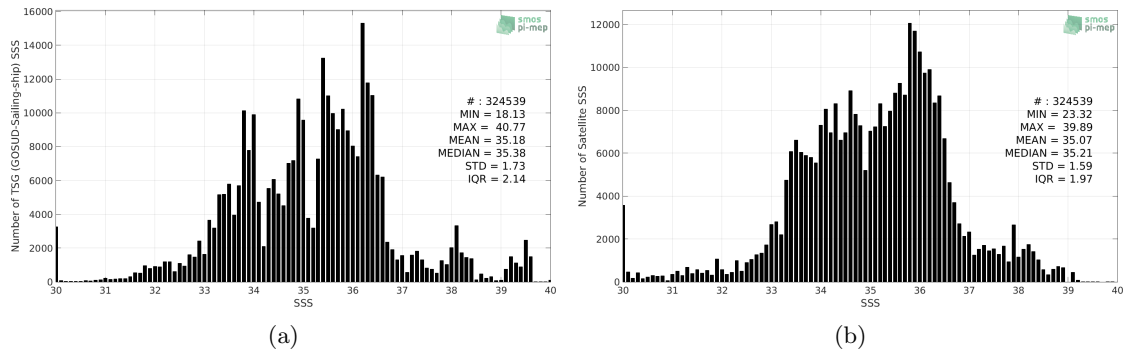 16000
14000
12000
10000
8000
6000
4000
2000
0
Number of TSG (GOSUD-Sailing-ship) SSS
30 31 32 33 34 35 36 37 38 39 40
SSS
smos
pi-mep
# : 324539
MIN = 18.13
MAX = 40.77
MEAN = 35.18
MEDIAN = 35.38
STD = 1.73
IQR = 2.14
(a)
12000
10000
8000
6000
4000
2000
0
Number of Satellite SSS
30 31 32 33 34 35 36 37 38 39 40
SSS
smos
pi-mep
# : 324539
MIN = 23.32
MAX = 39.89
MEAN = 35.07
MEDIAN = 35.21
STD = 1.59
IQR = 1.97
(b)